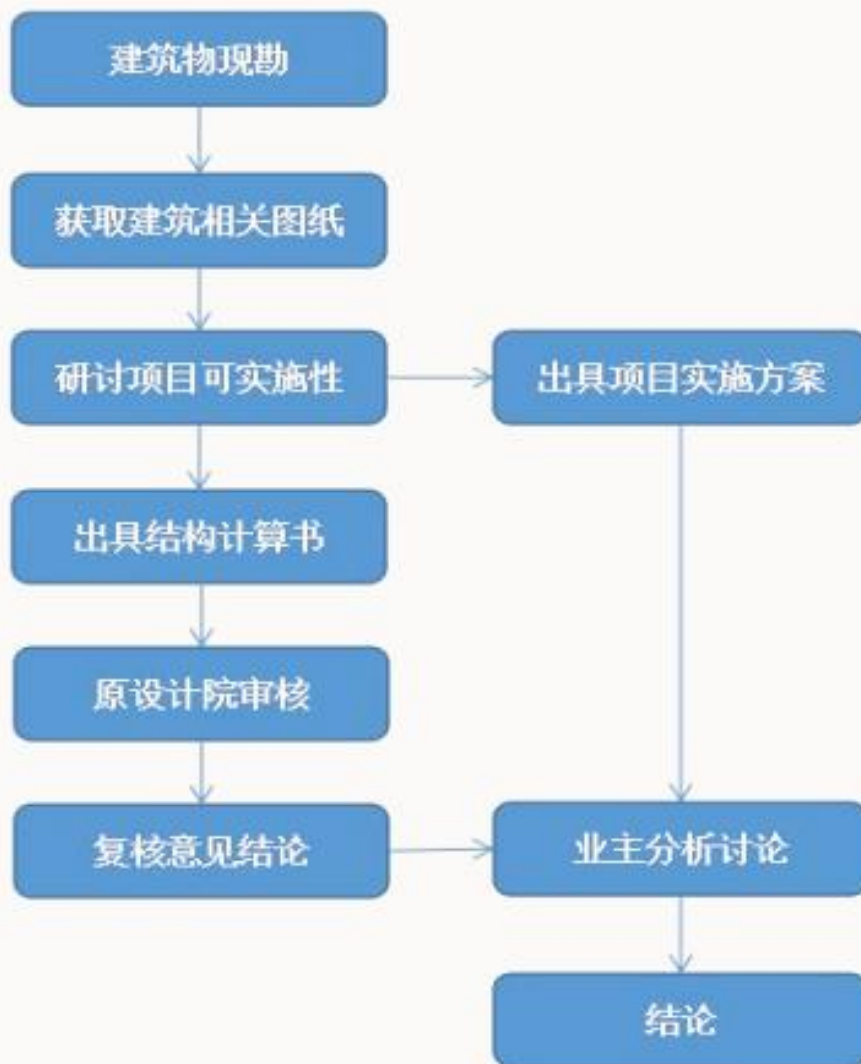 建筑物现勘
获取建筑相关图纸
研讨项目可实施性
出具项目实施方案
出具结构计算书
原设计院审核
复核意见结论
业主分析讨论
结论